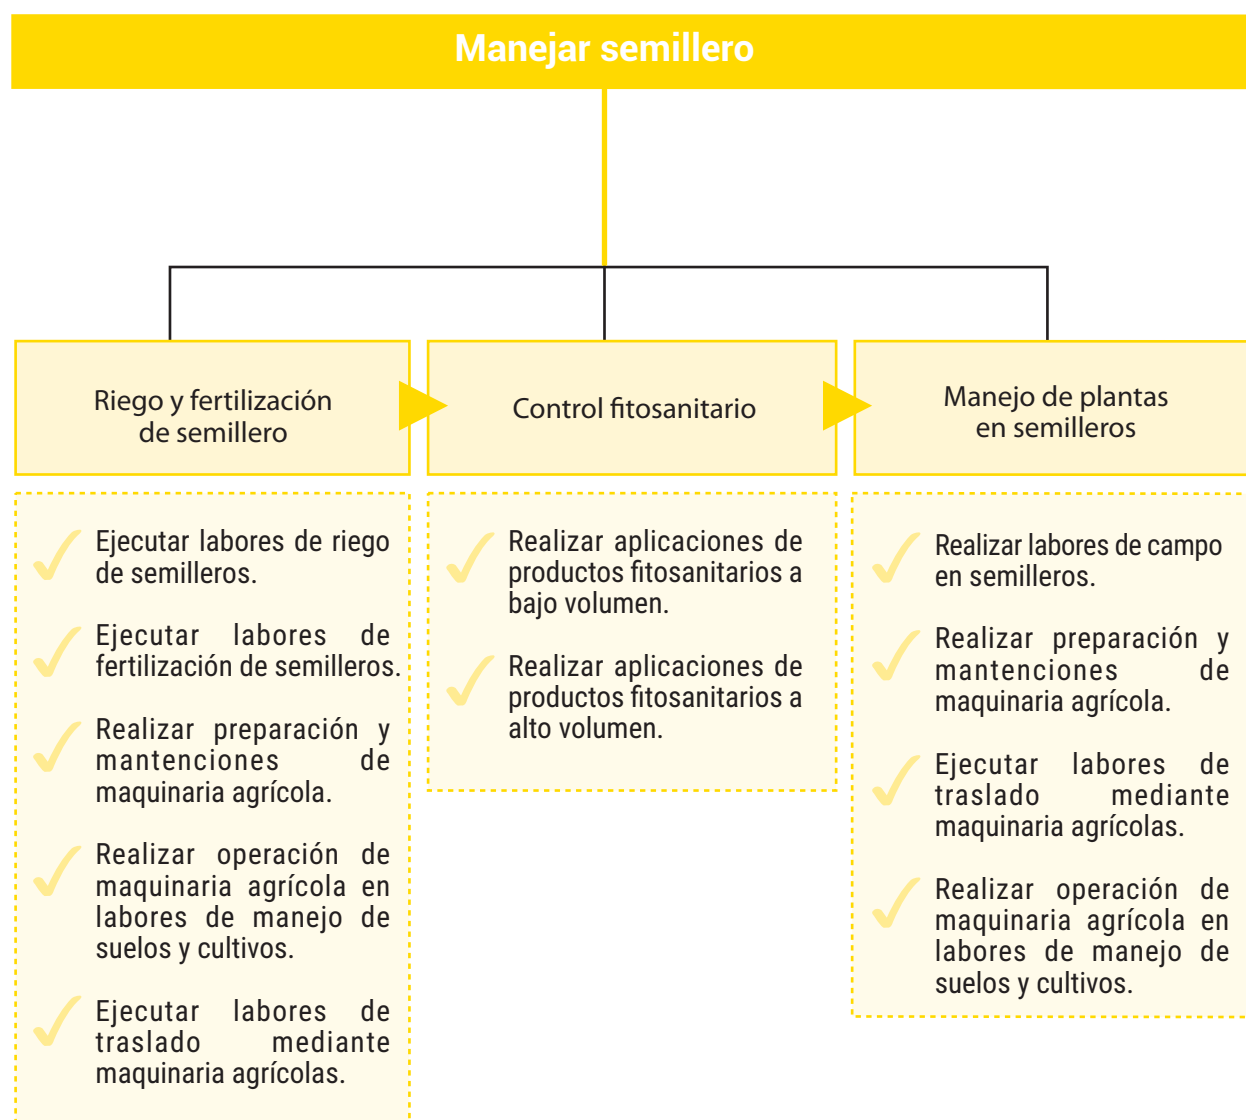 Manejar semillero
Riego y fertilización
de semillero
Control fitosanitario
Manejo de plantas
en semilleros
Ejecutar labores de riego
de semilleros.
Ejecutar labores de
fertilización de semilleros.
Realizar preparación y
mantenciones de
maquinaria agrícola.
Realizar operación de
maquinaria agrícola en
labores de manejo de
suelos y cultivos.
Ejecutar labores de
traslado mediante
maquinaria agrícolas.
Realizar aplicaciones de
productos fitosanitarios a
bajo volumen.
Realizar aplicaciones de
productos fitosanitarios a
alto volumen.
Realizar labores de campo
en semilleros.
Realizar preparación y
mantenciones de
maquinaria agrícola.
Ejecutar labores de
traslado mediante
maquinaria agrícolas.
Realizar operación de
maquinaria agrícola en
labores de manejo de
suelos y cultivos.